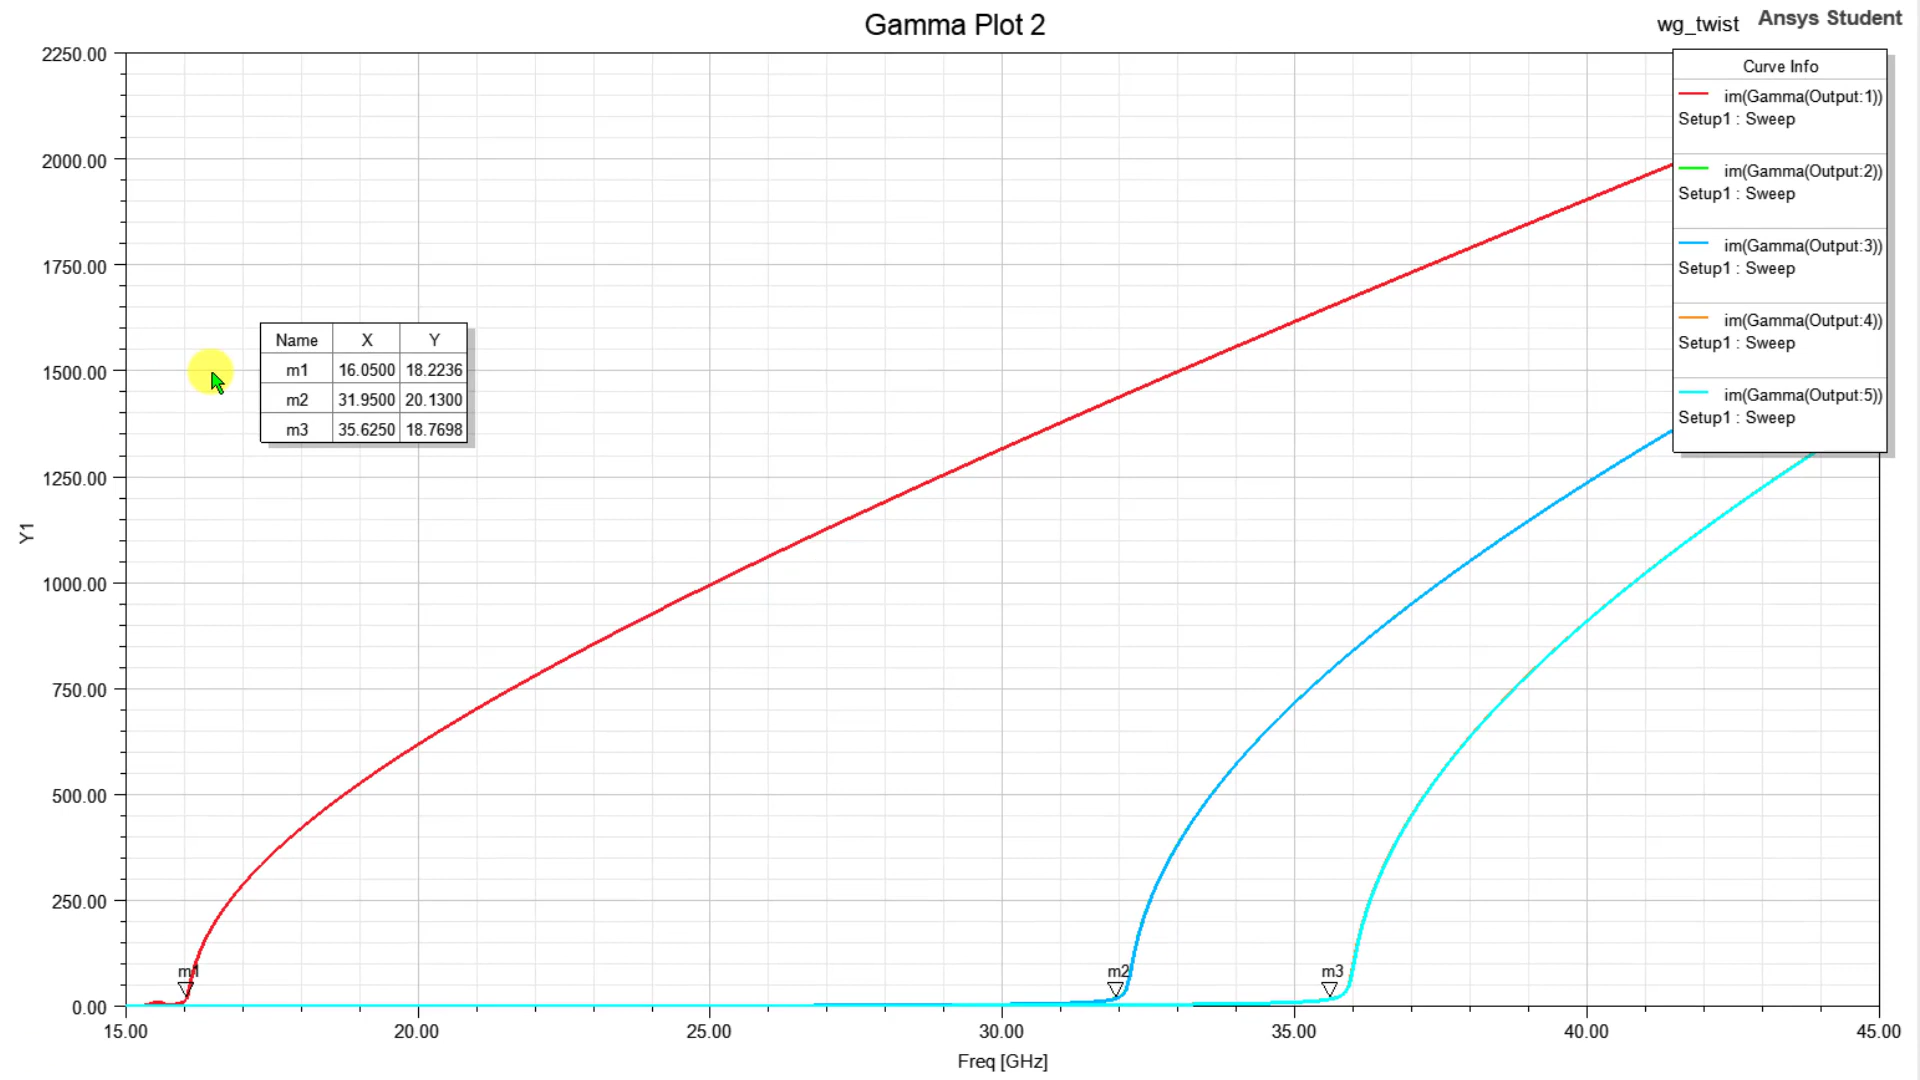 Gamma Plot 2
wg_twist
Ansys Student
Curve Info
im(Gamma(Output:1))
Setup1 : Sweep
im(Gamma(Output:2))
Setup1 : Sweep
im(Gamma(Output:3))
Setup1 : Sweep
im(Gamma(Output:4))
Setup1 : Sweep
im(Gamma(Output:5))
Setup1 : Sweep
2250.00
2000.00
1750.00
1500.00
1250.00
1000.00
750.00
500.00
250.00
0.00
Y1
Name X Y
m1 16.0500 18.2236
m2 31.9500 20.1300
m3 35.6250 18.7698
m1
m2
m3
15.00 20.00 25.00 30.00 35.00 40.00 45.00
Freq [GHz]